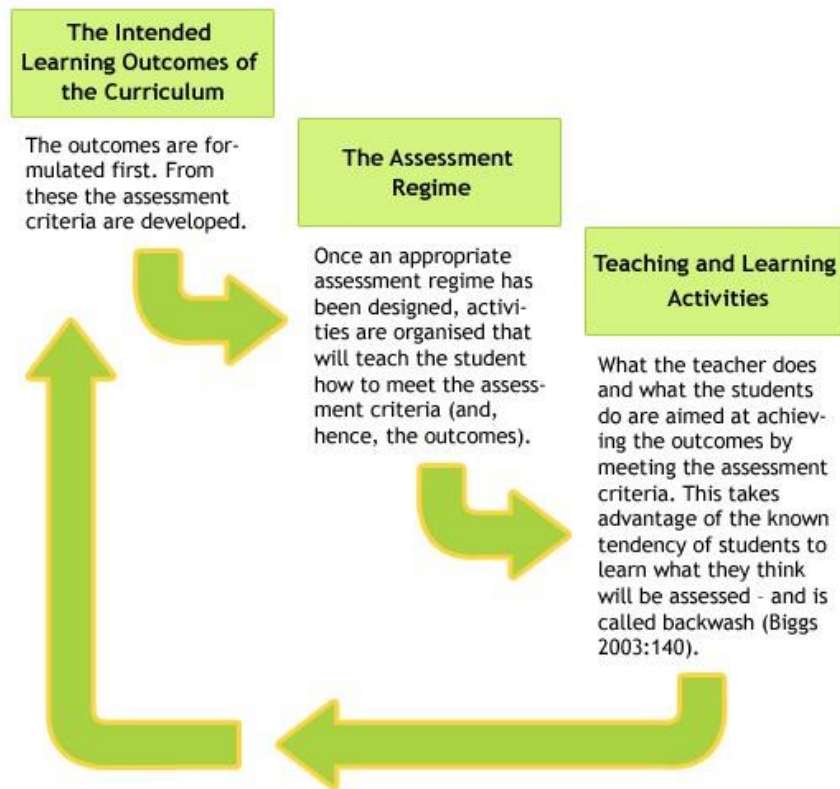 The Intended
Learning Outcomes of
the Curriculum
The outcomes are for-
mulated first. From
these the assessment
criteria are developed.
The Assessment
Regime
Once an appropriate
assessment regime has
been designed, activi-
ties are organised that
will teach the student
how to meet the assess-
ment criteria (and,
hence, the outcomes).
Teaching and Learning
Activities
What the teacher does
and what the students
do are aimed at achiev-
ing the outcomes by
meeting the assessment
criteria. This takes
advantage of the known
tendency of students to
learn what they think
will be assessed – and is
called backwash (Biggs
2003:140).